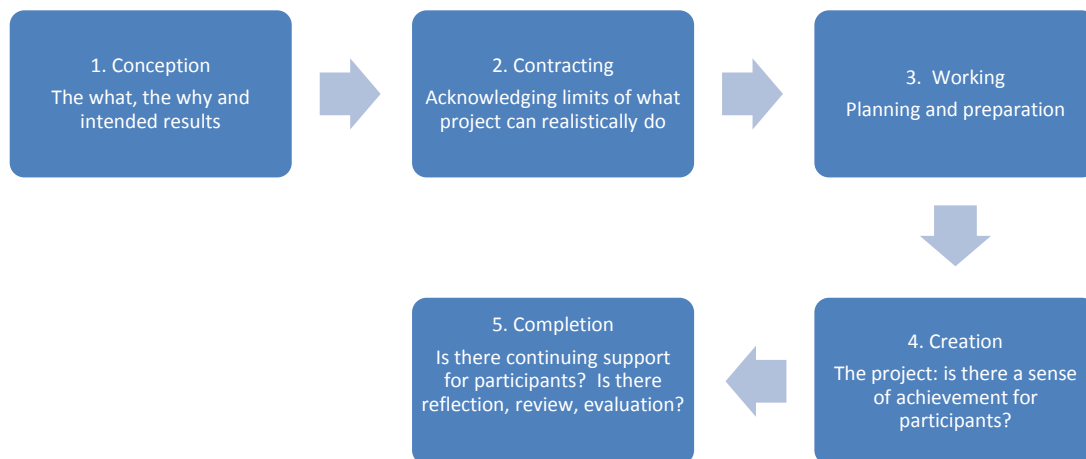 1. Conception
The what, the why and
intended results
2. Contracting
Acknowledging limits of what
project can realistically do
3. Working
Planning and preparation
4. Creation
The project: is there a sense
of achievement for
participants?
5. Completion
Is there continuing support
for participants? Is there
reflection, review, evaluation?